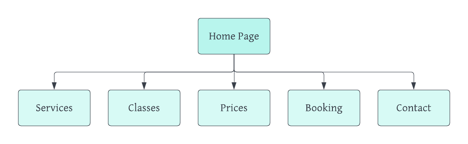 Home Page
Services
Classes
Prices
Booking
Contact